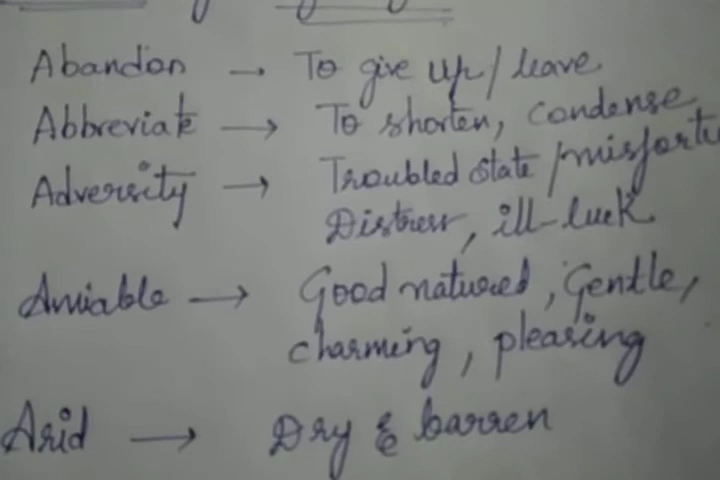 Abandon → To give up/leave
Abbreviate → To shorten, condense
Adversity → Troubled state/misfortu
Distress, ill-luck
Amiable → Good natured, Gentle,
charming, pleasing
Arid → Dry & barren